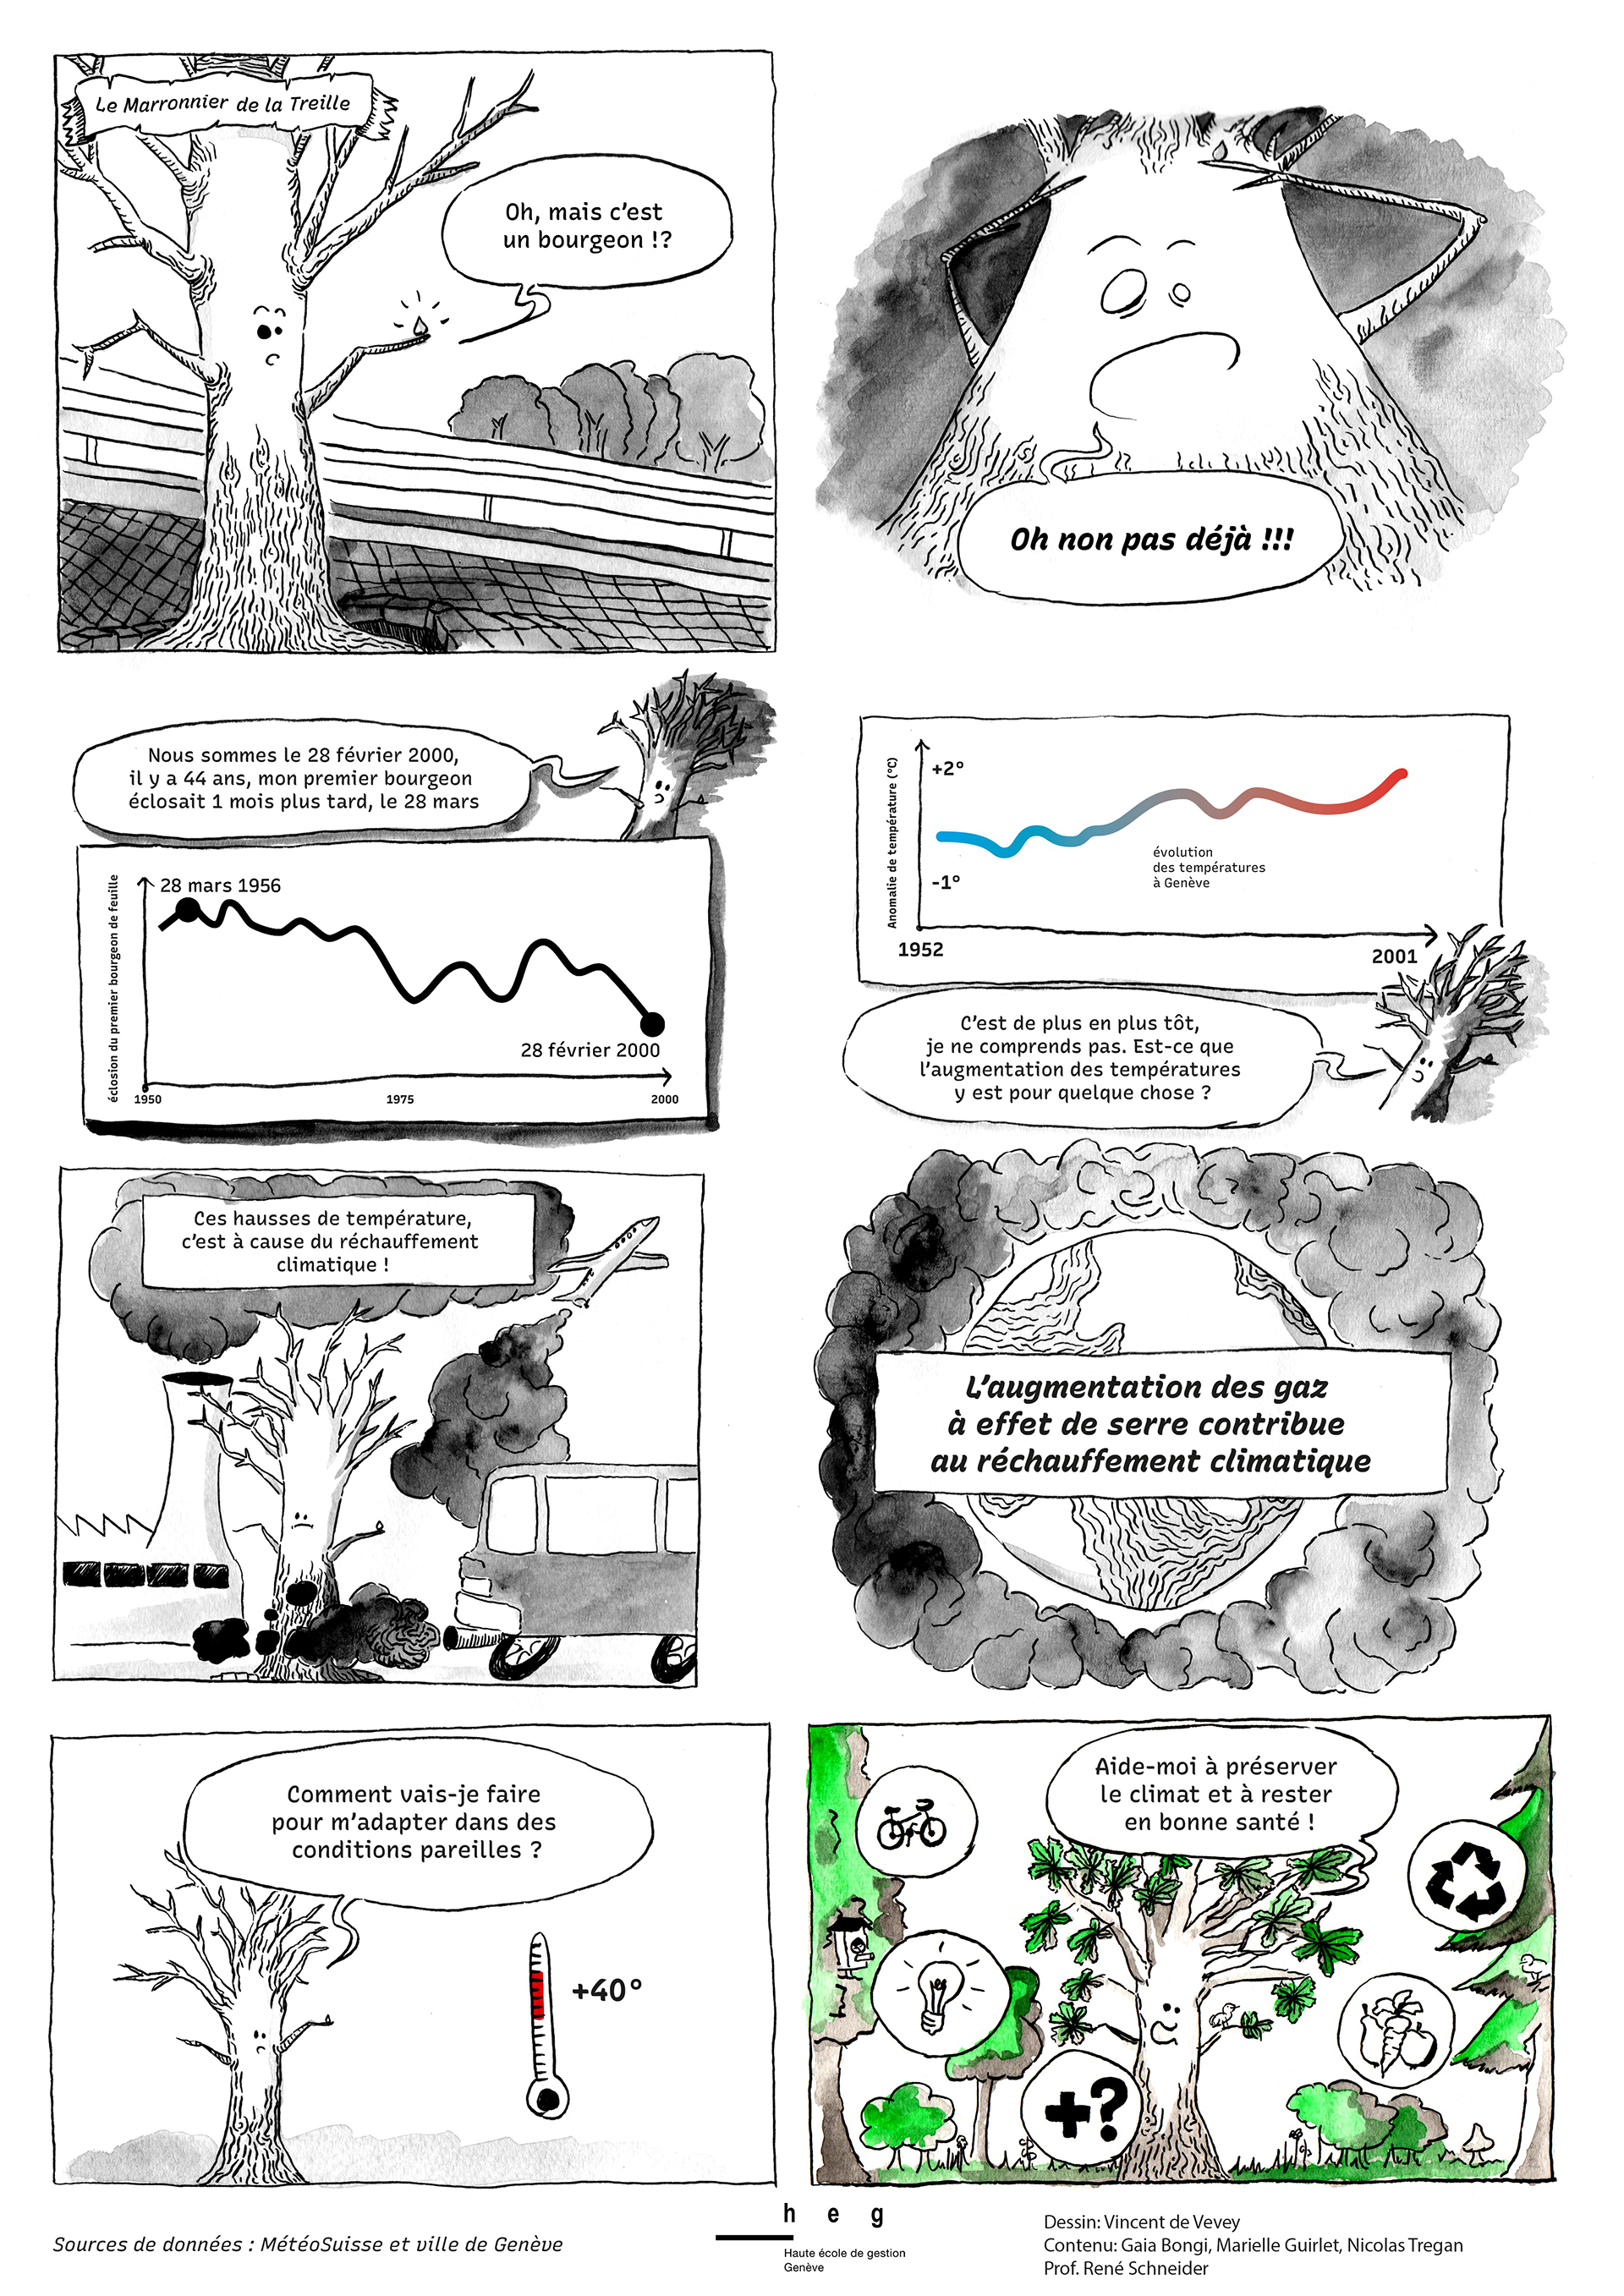 Le Marronnier de la Treille
Oh, mais c'est
un bourgeon !?
Oh non pas déjà !!!
Nous sommes le 28 février 2000,
il y a 44 ans, mon premier bourgeon
éclosait 1 mois plus tard, le 28 mars
éclosion du premier bourgeon de feuille
28 mars 1956
28 février 2000
1950
1975
2000
Anomalie de température (°C)
+2°
-1°
évolution
des températures
à Genève
1952
2001
C'est de plus en plus tôt,
je ne comprends pas. Est-ce que
l'augmentation des températures
y est pour quelque chose ?
Ces hausses de température,
c'est à cause du réchauffement
climatique !
L'augmentation des gaz
à effet de serre contribue
au réchauffement climatique
Comment vais-je faire
pour m'adapter dans des
conditions pareilles ?
+40°
Aide-moi à préserver
le climat et à rester
en bonne santé !
+?
Sources de données : MétéoSuisse et ville de Genève
h e g
Haute école de gestion
Genève
Dessin: Vincent de Vevey
Contenu: Gaia Bongi, Marielle Guirlet, Nicolas Tregan
Prof. René Schneider